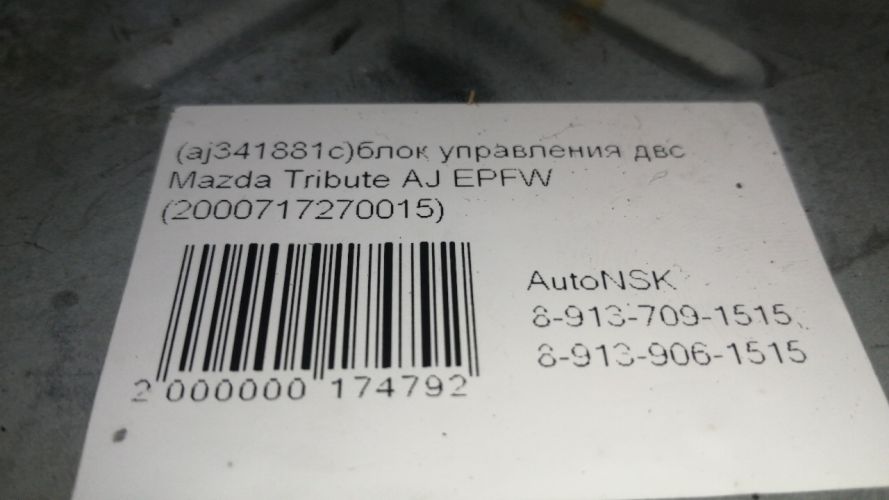 (aj341881c)блок управления двс
Mazda Tribute AJ EPFW
(2000717270015)
AutoNSK
8-913-709-1515,
8-913-906-1515
2 000000 174792